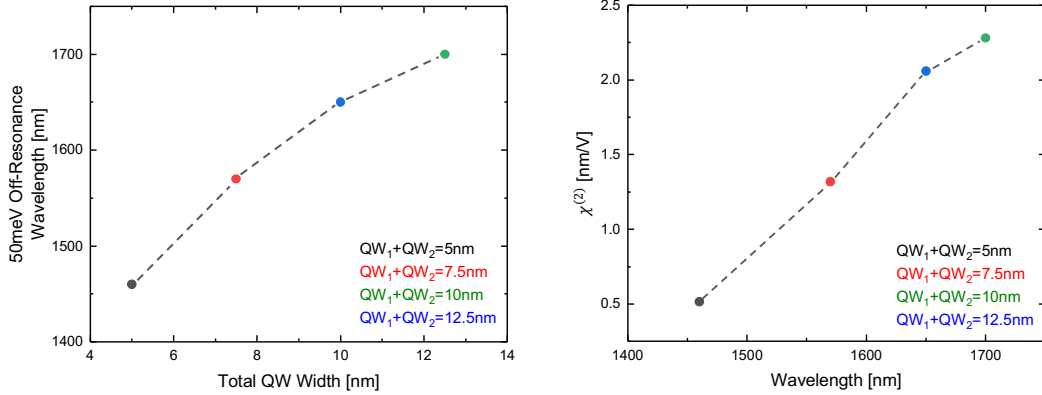 50meV Off-Resonance
Wavelength [nm]
1700
1600
1500
1400
4 6 8 10 12 14
Total QW Width [nm]
QW₁+QW₂=5nm
QW₁+QW₂=7.5nm
QW₁+QW₂=10nm
QW₁+QW₂=12.5nm
χ⁽²⁾ [nm/V]
2.5
2.0
1.5
1.0
0.5
1400 1500 1600 1700
Wavelength [nm]
QW₁+QW₂=5nm
QW₁+QW₂=7.5nm
QW₁+QW₂=10nm
QW₁+QW₂=12.5nm